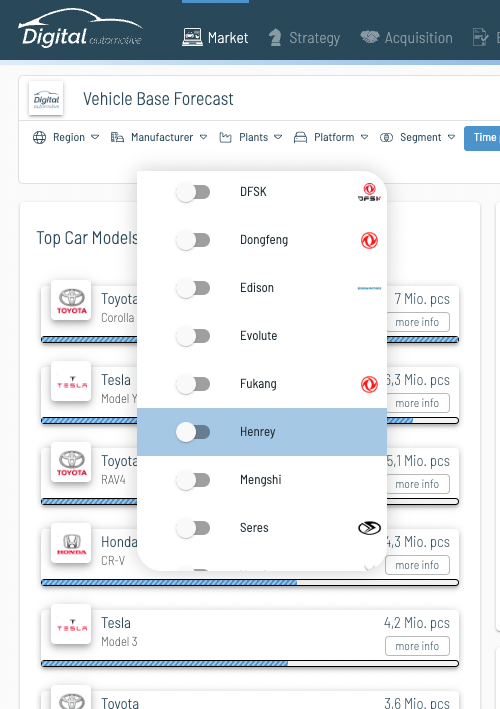 Digital automotive
Market
Strategy
Acquisition
Digital automotive
Vehicle Base Forecast
Region
Manufacturer
Plants
Platform
Segment
Time
Top Car Models
DFSK
DFSK
Dongfeng
Edison
Evolute
Fukang
Henrey
Mengshi
Seres
TOYOTA
Toyota
Corolla
7 Mio. pcs
more info
TESLA
Tesla
Model Y
6,3 Mio. pcs
more info
TOYOTA
Toyota
RAV4
5,1 Mio. pcs
more info
HONDA
Honda
CR-V
4,3 Mio. pcs
more info
TESLA
Tesla
Model 3
4,2 Mio. pcs
more info
Toyota
3,6 Mio. pcs